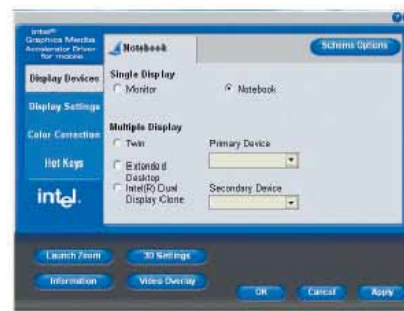 intel®
Graphics Media
Accelerator Driver
for mobile
Notebook
Scheme Options
Display Devices
Single Display
Monitor
Notebook
Display Settings
Multiple Display
Color Correction
Twin
Primary Device
Extended
Desktop
Hot Keys
Intel(R) Dual
Display Clone
Secondary Device
intel.
Launch Zoom
3D Settings
Information
Video Overlay
OK
Cancel
Apply